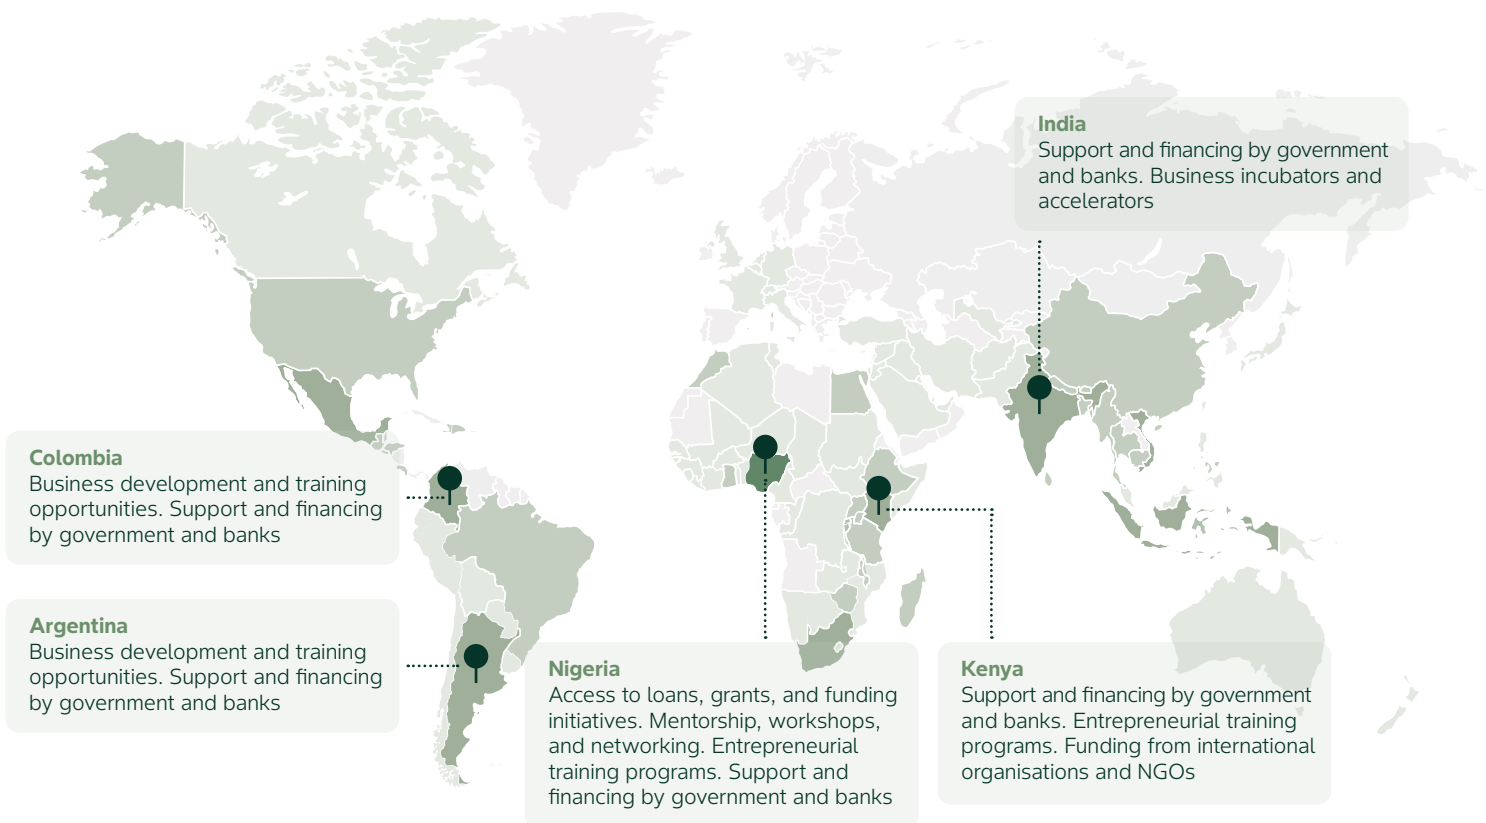 India
Support and financing by government
and banks. Business incubators and
accelerators
Colombia
Business development and training
opportunities. Support and financing
by government and banks
Argentina
Business development and training
opportunities. Support and financing
by government and banks
Nigeria
Access to loans, grants, and funding
initiatives. Mentorship, workshops,
and networking. Entrepreneurial
training programs. Support and
financing by government and banks
Kenya
Support and financing by government
and banks. Entrepreneurial training
programs. Funding from international
organisations and NGOs